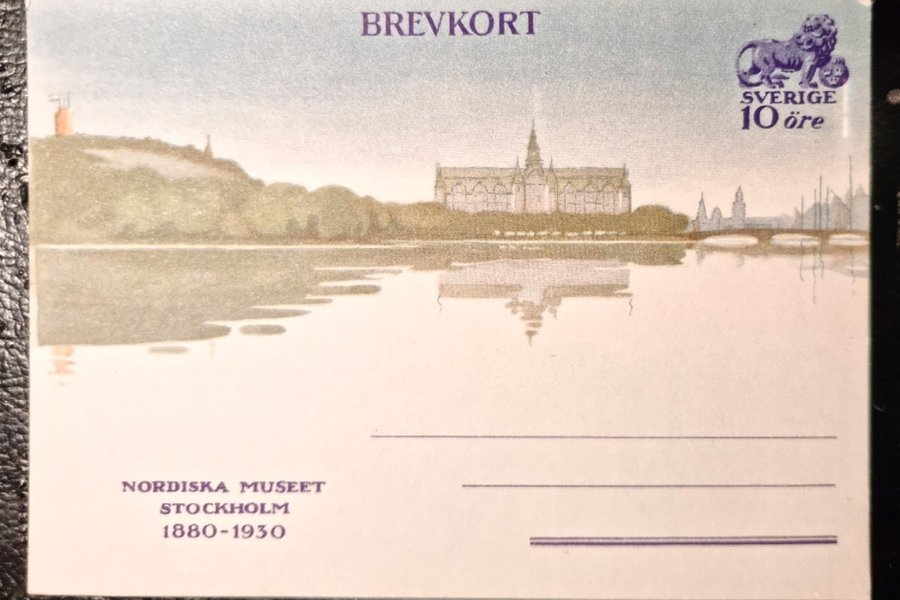 BREVKORT
SVERIGE
10 öre
NORDISKA MUSEET
STOCKHOLM
1880-1930